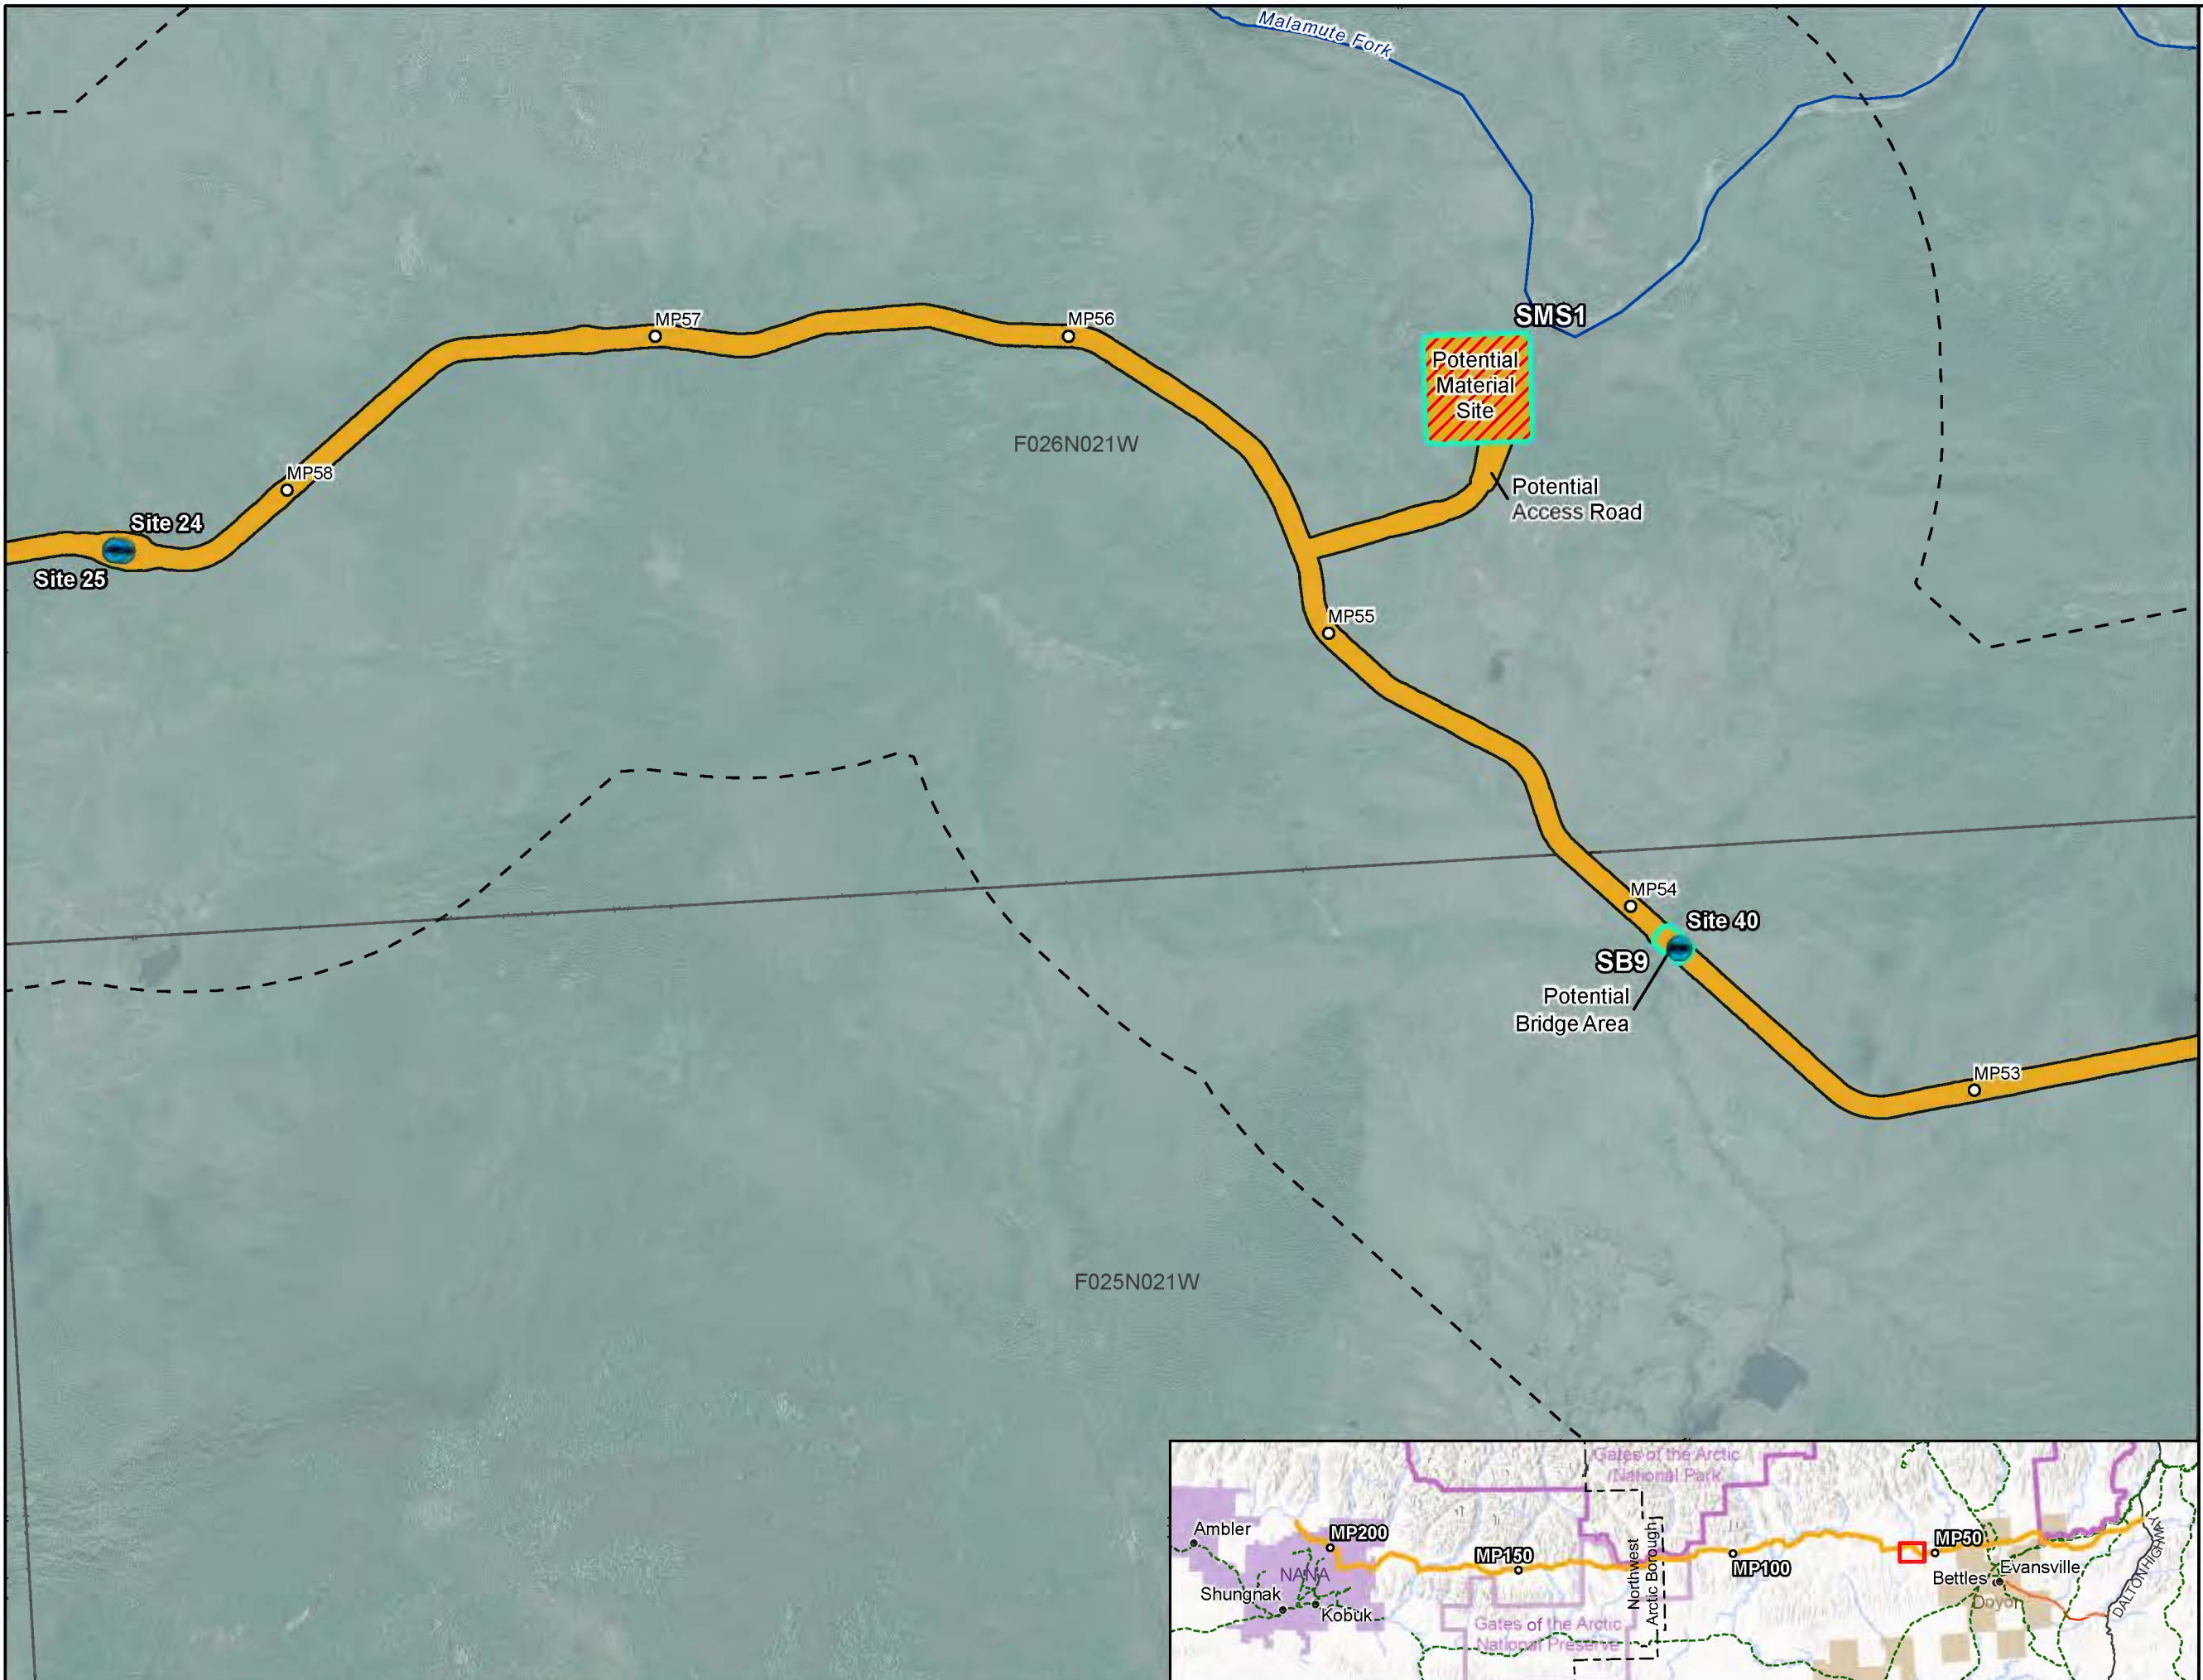 Malamute Fork
SMS1
MP57
MP56
Potential
Material
Site
F026N021W
MP58
Potential
Access Road
Site 24
Site 25
MP55
MP54
Site 40
SB9
Potential
Bridge Area
MP53
F025N021W
Gates of the Arctic
National Park
Ambler
MP200
MP150
MP100
MP50
NANA
Northwest
Arctic Borough
Evansville
Bettles
Doyon
Shungnak
Kobuk
Gates of the Arctic
National Preserve
DALTON HIGHWAY